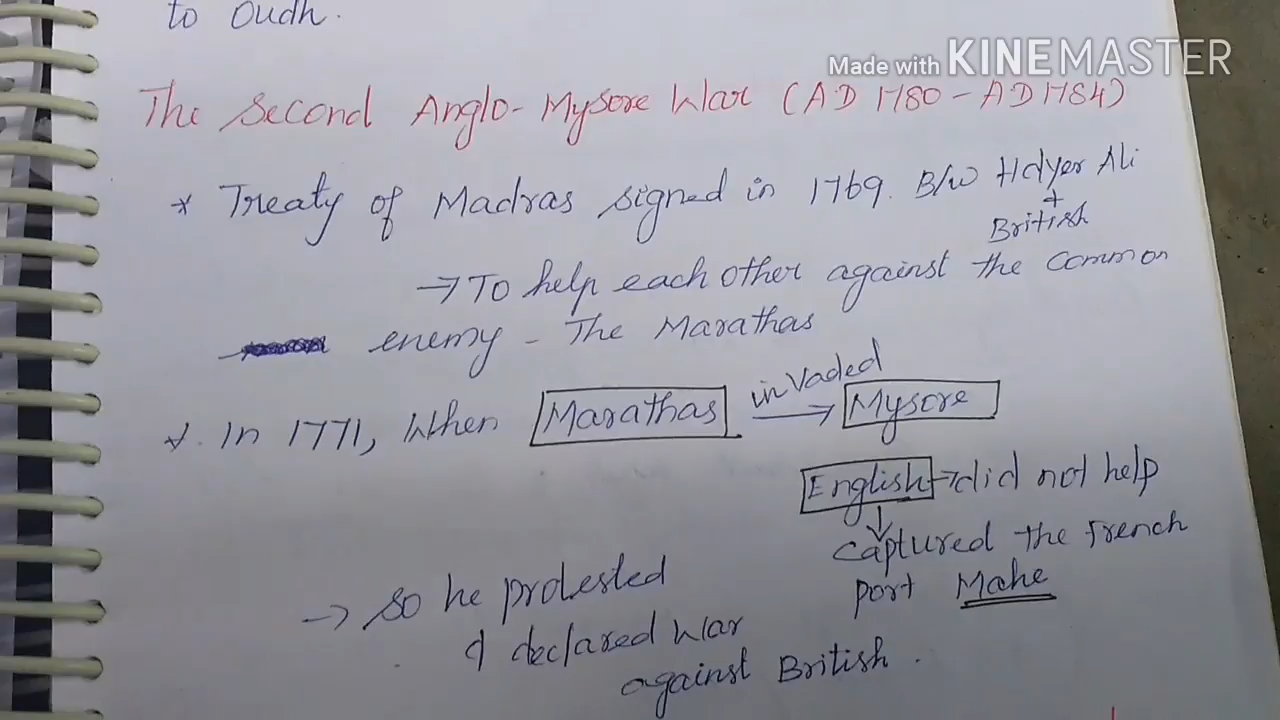 to Oudh.
Made with KINEMASTER
The Second Anglo-Mysore War (AD 1780 - AD 1784)
* Treaty of Madras signed in 1769. B/w Hdyer Ali
+
British
→ To help each other against the common
enemy - The Marathas
invaded
*. In 1771, When Marathas → Mysore
English → did not help
↓
captured the French
port Mahe
→ so he protested
& declared War
against British.